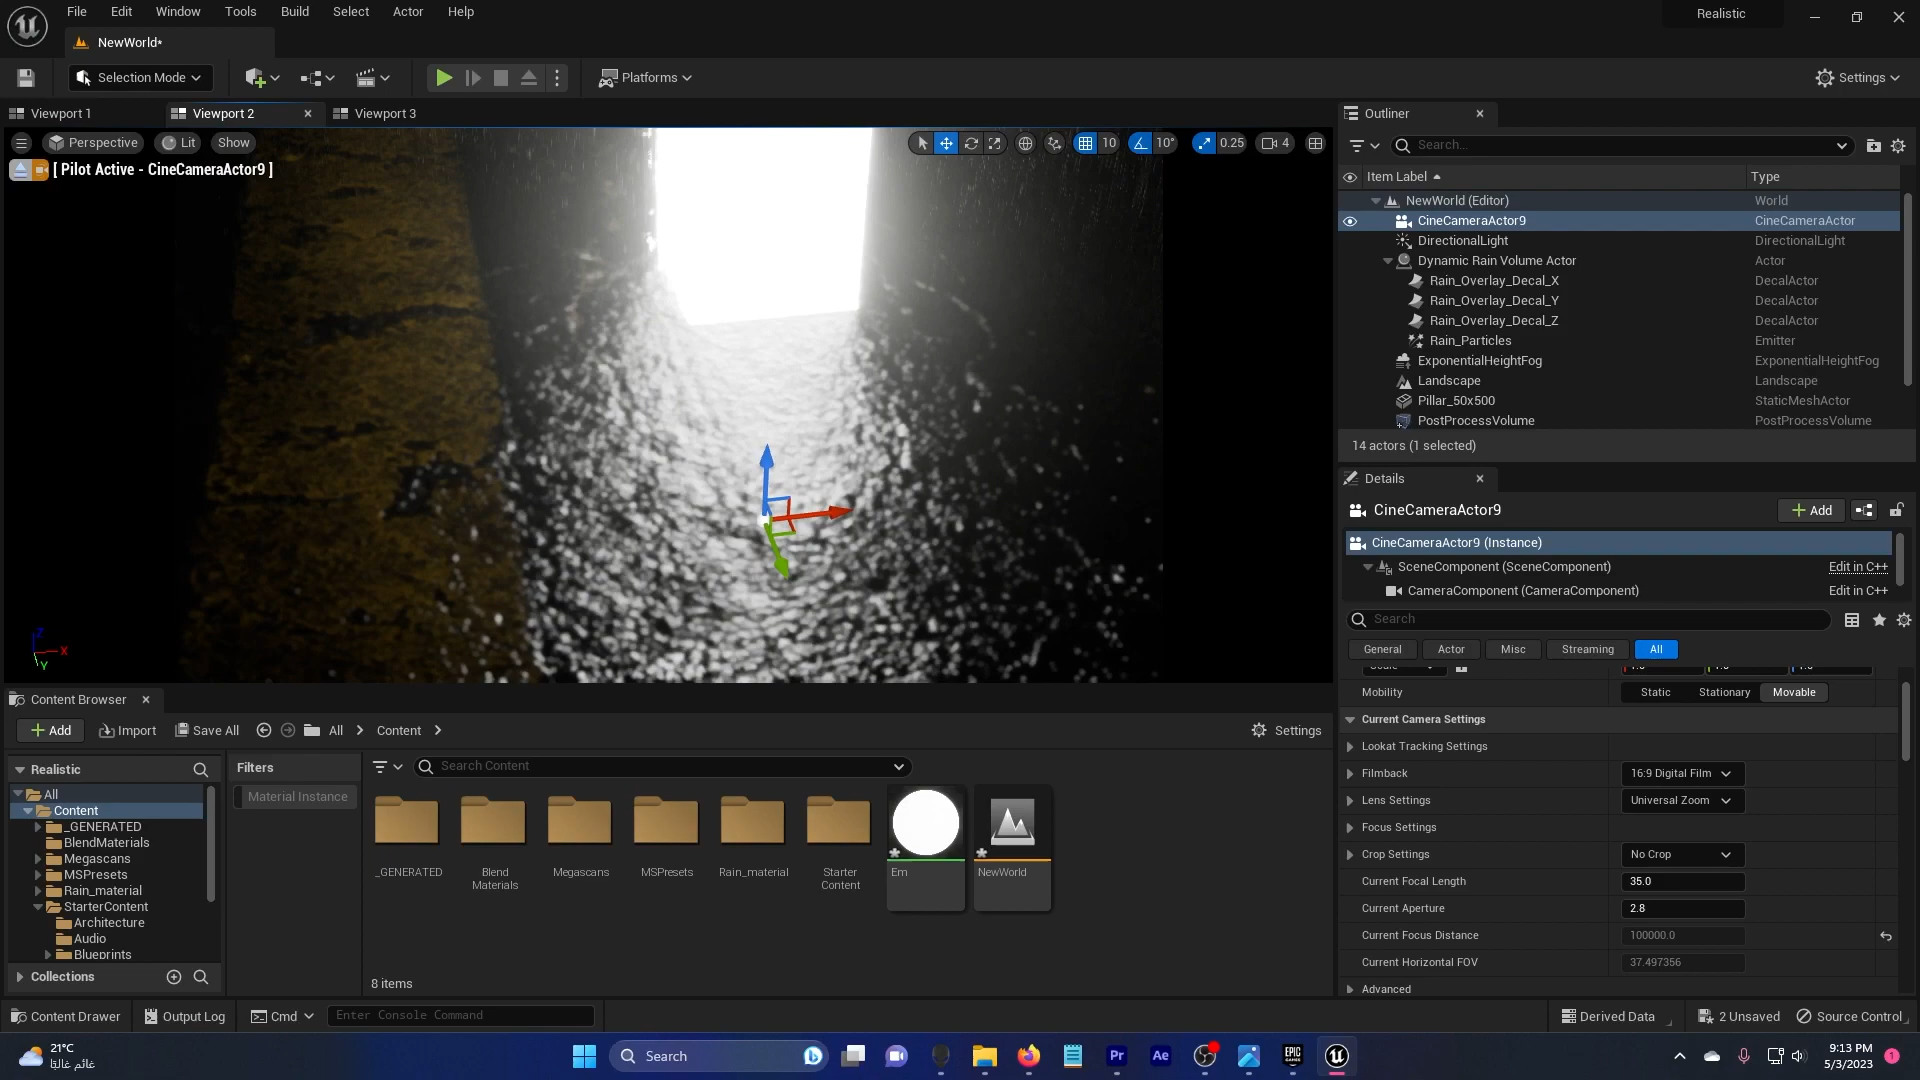 File Edit Window Tools Build Select Actor Help
Realistic
NewWorld*
Selection Mode
Platforms
Settings
Viewport 1
Viewport 2
Viewport 3
Perspective
Lit
Show
10
10°
0.25
4
[ Pilot Active - CineCameraActor9 ]
Outliner
Search...
Item Label
Type
NewWorld (Editor) World
CineCameraActor9 CineCameraActor
DirectionalLight DirectionalLight
Dynamic Rain Volume Actor Actor
Rain_Overlay_Decal_X DecalActor
Rain_Overlay_Decal_Y DecalActor
Rain_Overlay_Decal_Z DecalActor
Rain_Particles Emitter
ExponentialHeightFog ExponentialHeightFog
Landscape Landscape
Pillar_50x500 StaticMeshActor
PostProcessVolume PostProcessVolume
14 actors (1 selected)
Details
CineCameraActor9
Add
CineCameraActor9 (Instance)
SceneComponent (SceneComponent) Edit in C++
CameraComponent (CameraComponent) Edit in C++
Search
General Actor Misc Streaming All
Mobility Static Stationary Movable
Current Camera Settings
Lookat Tracking Settings
Filmback 16:9 Digital Film
Lens Settings Universal Zoom
Focus Settings
Crop Settings No Crop
Current Focal Length 35.0
Current Aperture 2.8
Current Focus Distance 100000.0
Current Horizontal FOV 37.497356
Advanced
Z
X
Y
Content Browser
Add Import Save All All Content Settings
Realistic
All
Content
_GENERATED
BlendMaterials
Megascans
MSPresets
Rain_material
StarterContent
Architecture
Audio
Blueprints
Collections
Filters
Material Instance
Search Content
_GENERATED
Blend
Materials
Megascans
MSPresets
Rain_material
Starter
Content
Em
NewWorld
8 items
Content Drawer Output Log Cmd Enter Console Command Derived Data 2 Unsaved Source Control
21°C
غائم غالبًا
Search
Pr
Ae
EPIC
GAMES
9:13 PM
5/3/2023
1